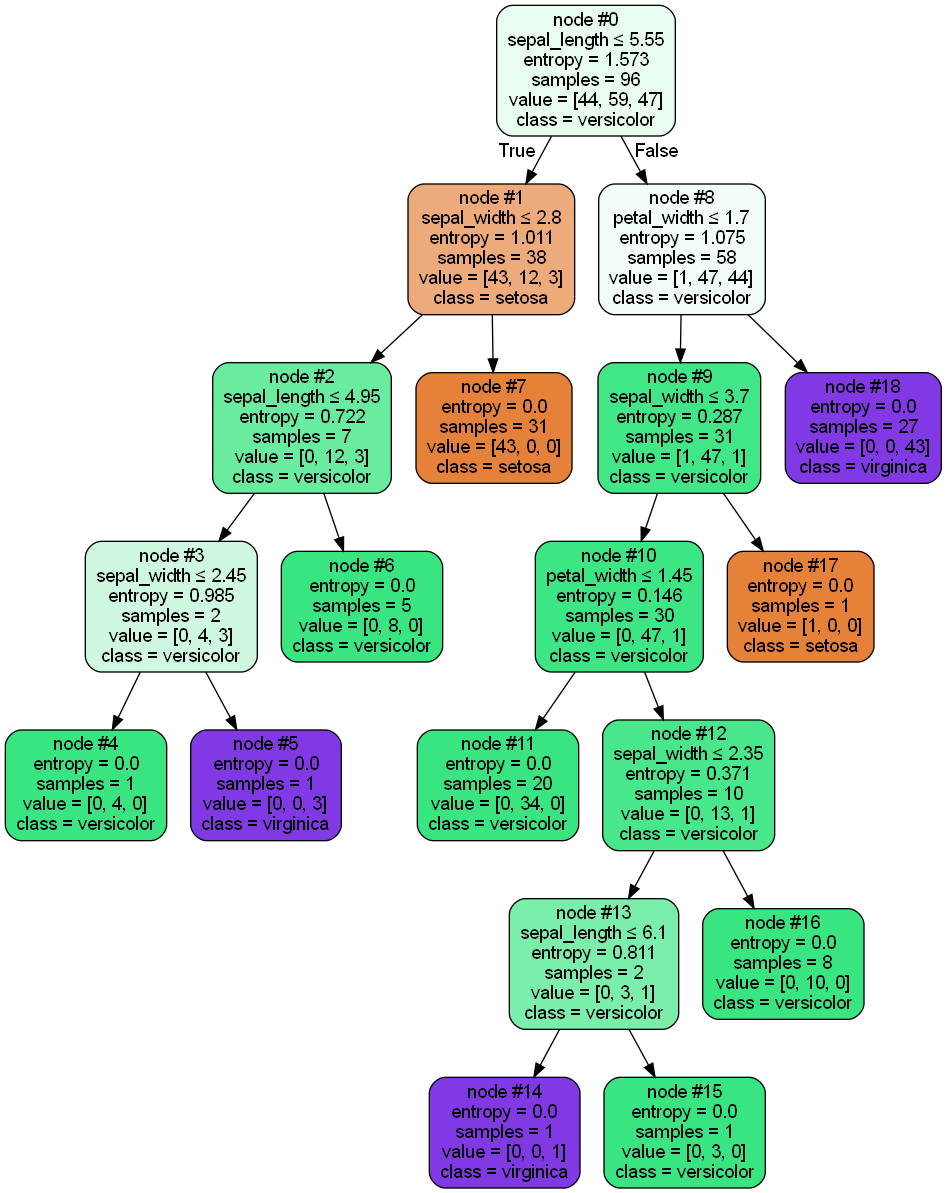 node #0
sepal_length ≤ 5.55
entropy = 1.573
samples = 96
value = [44, 59, 47]
class = versicolor
True
False
node #1
sepal_width ≤ 2.8
entropy = 1.011
samples = 38
value = [43, 12, 3]
class = setosa
node #8
petal_width ≤ 1.7
entropy = 1.075
samples = 58
value = [1, 47, 44]
class = versicolor
node #2
sepal_length ≤ 4.95
entropy = 0.722
samples = 7
value = [0, 12, 3]
class = versicolor
node #7
entropy = 0.0
samples = 31
value = [43, 0, 0]
class = setosa
node #9
sepal_width ≤ 3.7
entropy = 0.287
samples = 31
value = [1, 47, 1]
class = versicolor
node #18
entropy = 0.0
samples = 27
value = [0, 0, 43]
class = virginica
node #3
sepal_width ≤ 2.45
entropy = 0.985
samples = 2
value = [0, 4, 3]
class = versicolor
node #6
entropy = 0.0
samples = 5
value = [0, 8, 0]
class = versicolor
node #10
petal_width ≤ 1.45
entropy = 0.146
samples = 30
value = [0, 47, 1]
class = versicolor
node #17
entropy = 0.0
samples = 1
value = [1, 0, 0]
class = setosa
node #4
entropy = 0.0
samples = 1
value = [0, 4, 0]
class = versicolor
node #5
entropy = 0.0
samples = 1
value = [0, 0, 3]
class = virginica
node #11
entropy = 0.0
samples = 20
value = [0, 34, 0]
class = versicolor
node #12
sepal_width ≤ 2.35
entropy = 0.371
samples = 10
value = [0, 13, 1]
class = versicolor
node #13
sepal_length ≤ 6.1
entropy = 0.811
samples = 2
value = [0, 3, 1]
class = versicolor
node #16
entropy = 0.0
samples = 8
value = [0, 10, 0]
class = versicolor
node #14
entropy = 0.0
samples = 1
value = [0, 0, 1]
class = virginica
node #15
entropy = 0.0
samples = 1
value = [0, 3, 0]
class = versicolor